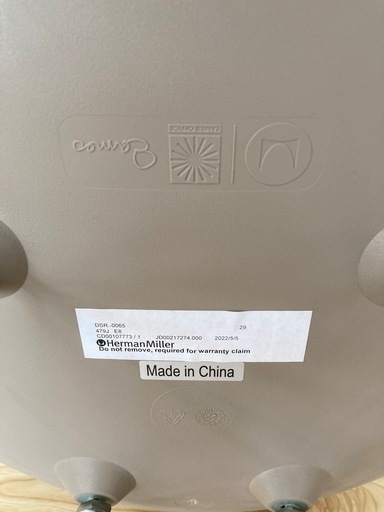 Eames
DSR.-0065 29
47SJ E8
CD00107773 / 1 JD00217274.000 2022/5/5
HermanMiller
Do not remove, required for warranty claim
Made in China